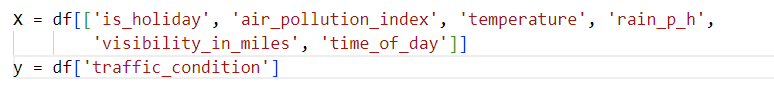 X = df[['is_holiday', 'air_pollution_index', 'temperature', 'rain_p_h',
'visibility_in_miles', 'time_of_day']]
y = df['traffic_condition']